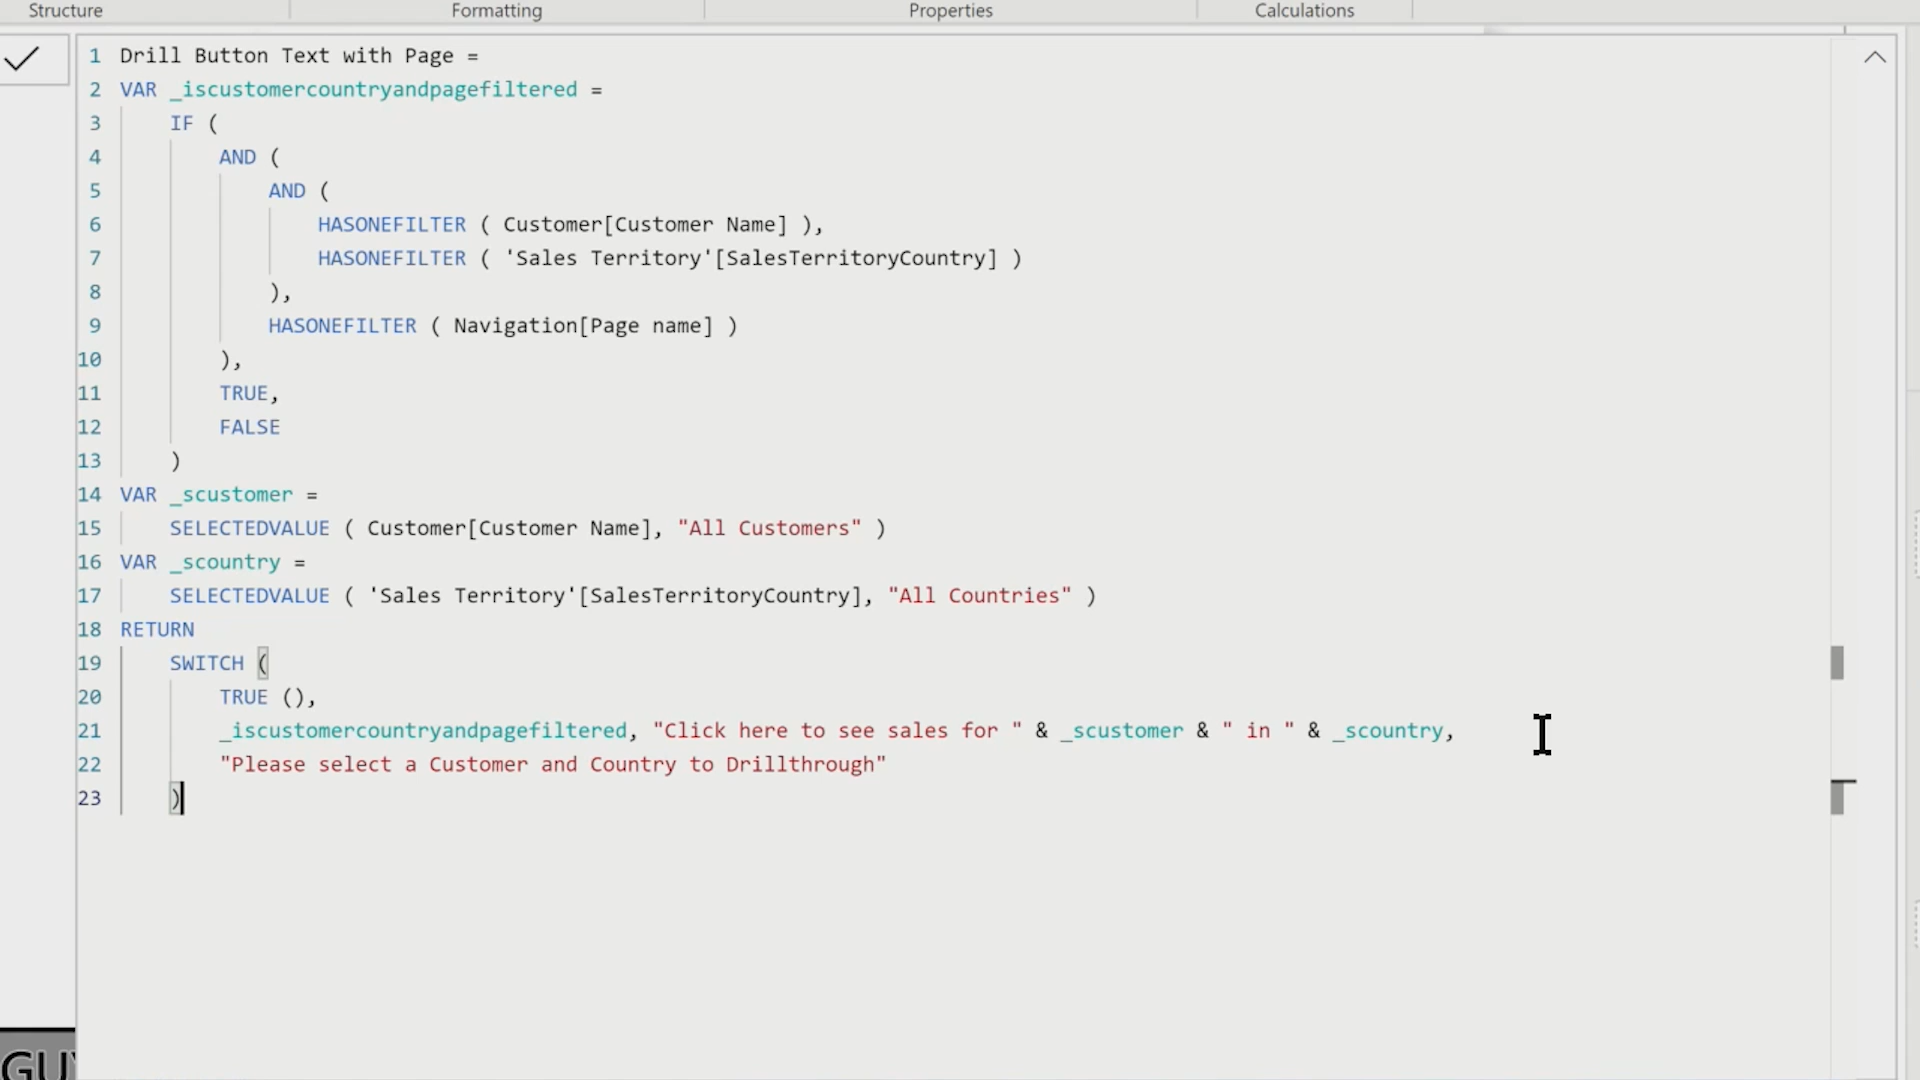 Structure Formatting Properties Calculations
1 Drill Button Text with Page =
2 VAR _iscustomercountryandpagefiltered =
3 IF (
4 AND (
5 AND (
6 HASONEFILTER ( Customer[Customer Name] ),
7 HASONEFILTER ( 'Sales Territory'[SalesTerritoryCountry] )
8 ),
9 HASONEFILTER ( Navigation[Page name] )
10 ),
11 TRUE,
12 FALSE
13 )
14 VAR _scustomer =
15 SELECTEDVALUE ( Customer[Customer Name], "All Customers" )
16 VAR _scountry =
17 SELECTEDVALUE ( 'Sales Territory'[SalesTerritoryCountry], "All Countries" )
18 RETURN
19 SWITCH (
20 TRUE (),
21 _iscustomercountryandpagefiltered, "Click here to see sales for " & _scustomer & " in " & _scountry,
22 "Please select a Customer and Country to Drillthrough"
23 )